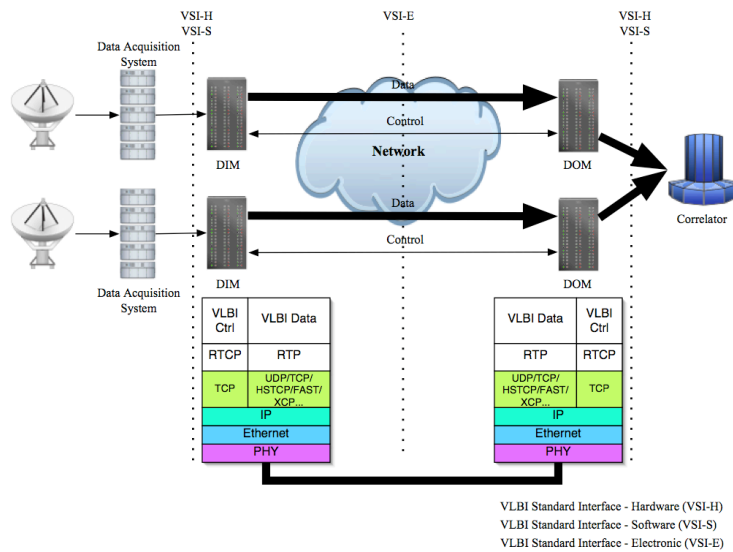 VSI-H
VSI-S
VSI-E
VSI-H
VSI-S
Data Acquisition
System
Data
Control
Network
DIM
DOM
Data
Control
Correlator
DIM
DOM
Data Acquisition
System
VLBI
Ctrl
VLBI Data
RTCP
RTP
TCP
UDP/TCP/
HSTCP/FAST/
XCP...
IP
Ethernet
PHY
VLBI Data
VLBI
Ctrl
RTP
RTCP
UDP/TCP/
HSTCP/FAST/
XCP...
TCP
IP
Ethernet
PHY
VLBI Standard Interface - Hardware (VSI-H)
VLBI Standard Interface - Software (VSI-S)
VLBI Standard Interface - Electronic (VSI-E)